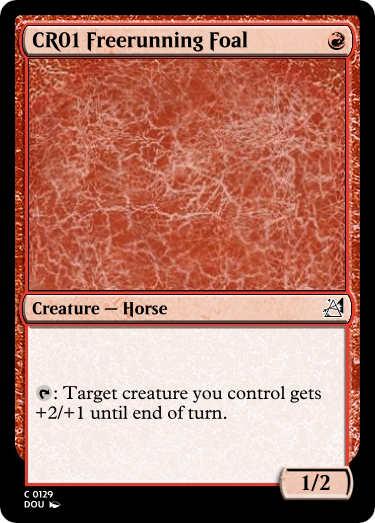 CR01 Freerunning Foal
Creature — Horse
: Target creature you control gets
+2/+1 until end of turn.
1/2
C 0129
DOU